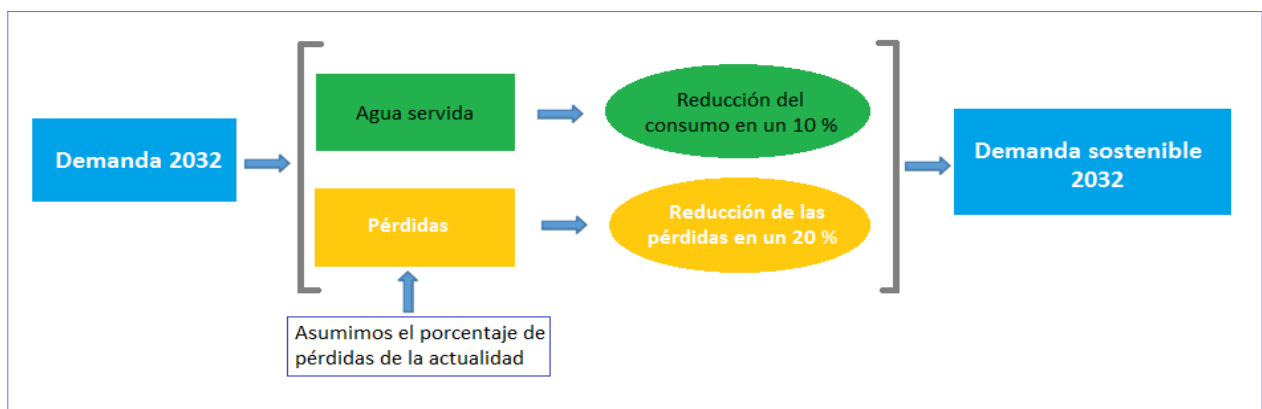 Demanda 2032
Agua servida
Reducción del
consumo en un 10 %
Pérdidas
Reducción de las
pérdidas en un 20 %
Asumimos el porcentaje de
pérdidas de la actualidad
Demanda sostenible
2032